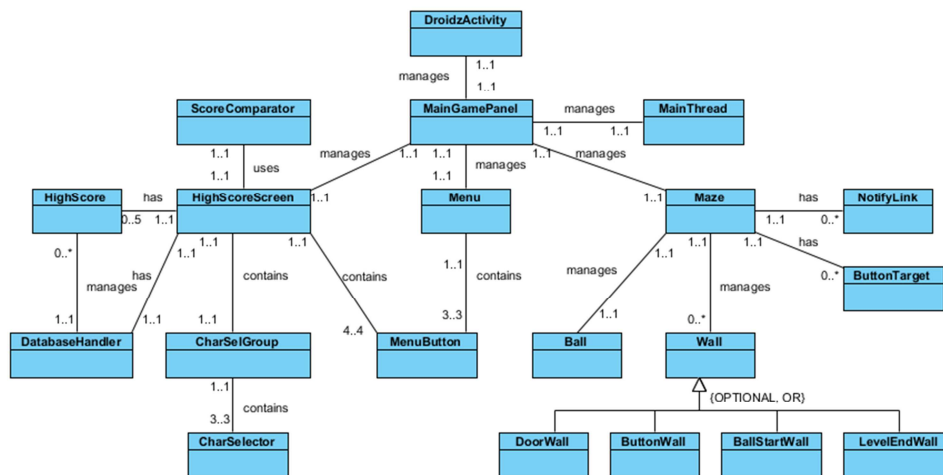 DroidzActivity
1..1
manages
1..1
ScoreComparator
MainGamePanel
manages
MainThread
1..1
1..1
1..1
uses
1..1
manages
1..1
1..1
manages
1..1
1..1
manages
HighScore
has
0..5
1..1
HighScoreScreen
1..1
Menu
1..1
Maze
has
1..1
0..*
NotifyLink
0..*
manages
1..1
1..1
has
1..1
1..1
contains
1..1
1..1
contains
4..4
1..1
contains
3..3
manages
1..1
1..1
manages
0..*
1..1
has
0..*
ButtonTarget
DatabaseHandler
CharSelGroup
MenuButton
Ball
Wall
1..1
contains
3..3
{OPTIONAL, OR}
CharSelector
DoorWall
ButtonWall
BallStartWall
LevelEndWall